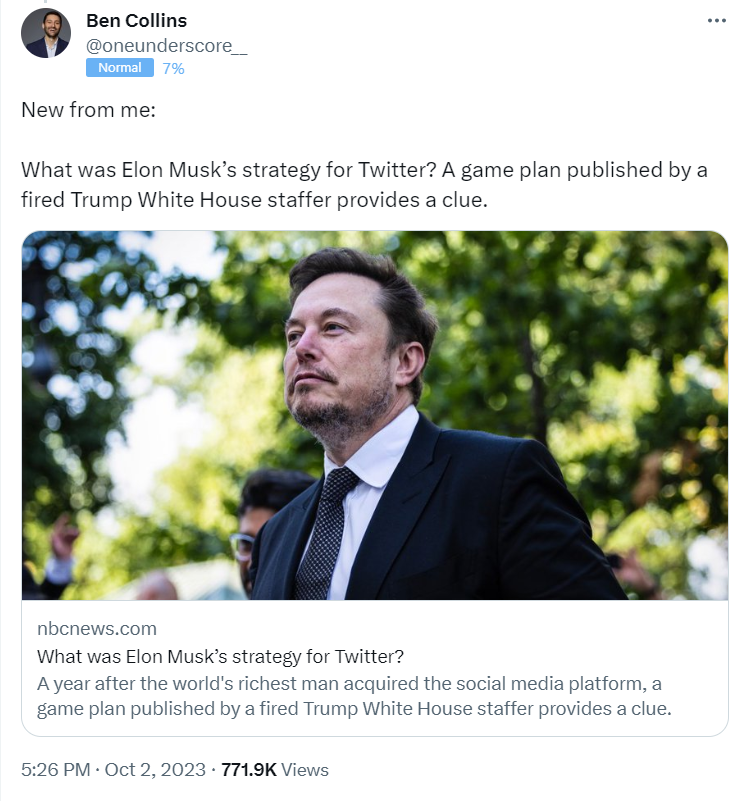 Ben Collins
@oneunderscore__
Normal 7%
New from me:
What was Elon Musk’s strategy for Twitter? A game plan published by a
fired Trump White House staffer provides a clue.
nbcnews.com
What was Elon Musk’s strategy for Twitter?
A year after the world's richest man acquired the social media platform, a
game plan published by a fired Trump White House staffer provides a clue.
5:26 PM · Oct 2, 2023 · 771.9K Views